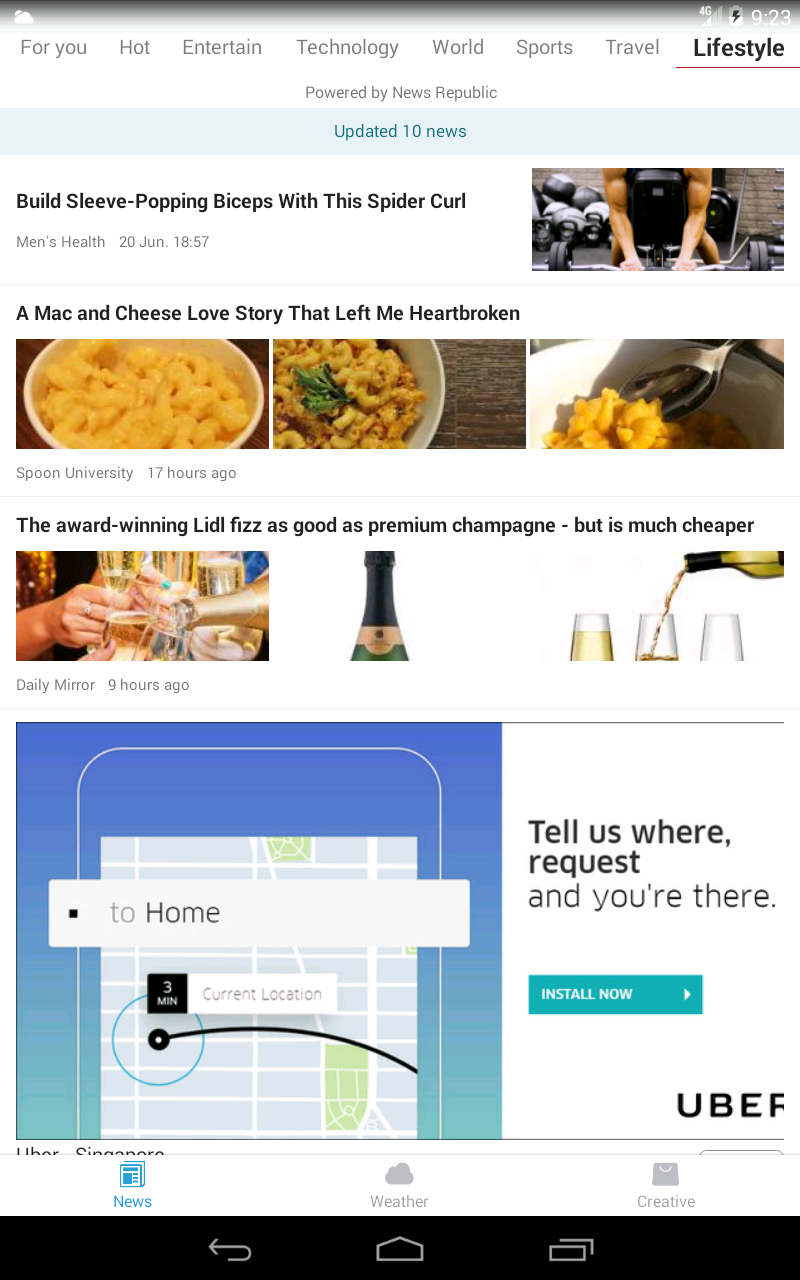 4G 9:23
For you Hot Entertain Technology World Sports Travel Lifestyle
Powered by News Republic
Updated 10 news
Build Sleeve-Popping Biceps With This Spider Curl
Men's Health 20 Jun. 18:57
A Mac and Cheese Love Story That Left Me Heartbroken
Spoon University 17 hours ago
The award-winning Lidl fizz as good as premium champagne - but is much cheaper
Daily Mirror 9 hours ago
to Home
3 MIN
Current Location
Tell us where,
request
and you're there.
INSTALL NOW
UBER
Uber - Singapore
News Weather Creative